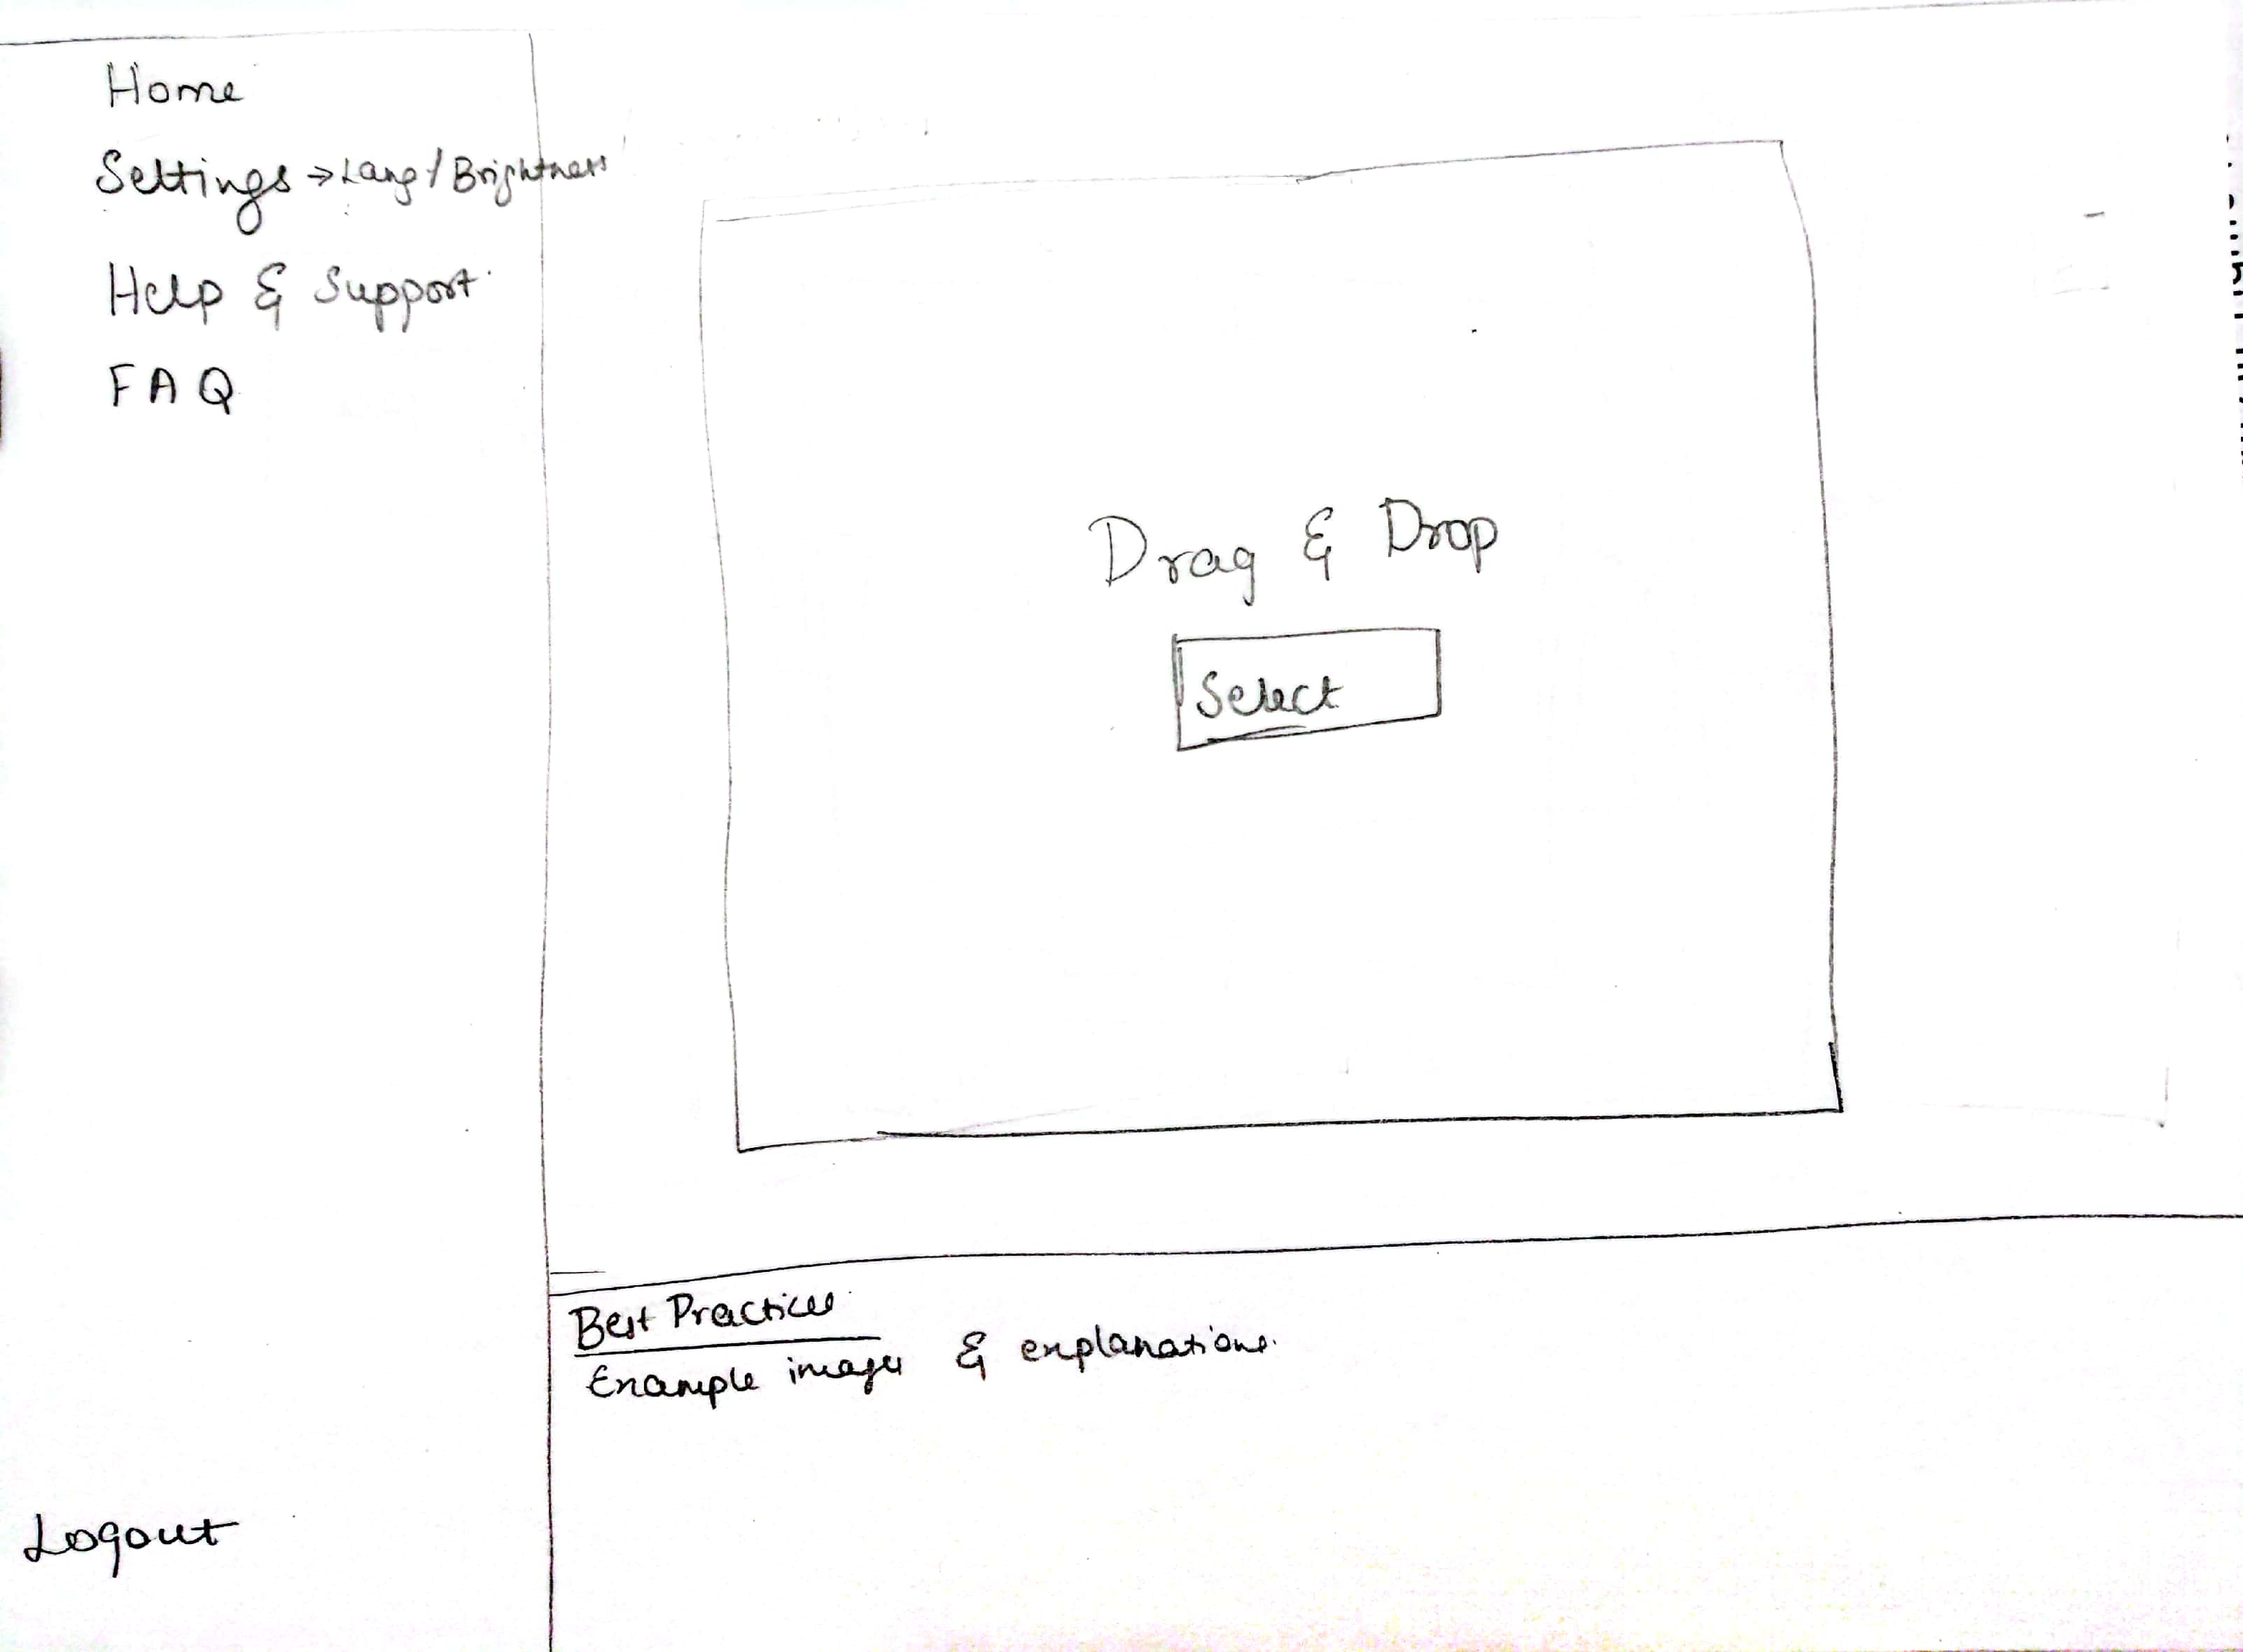 Home
Settings → Lang / Brightness
Help & Support
FAQ
Drag & Drop
Select
Best Practices
Example images & explanations.
Logout